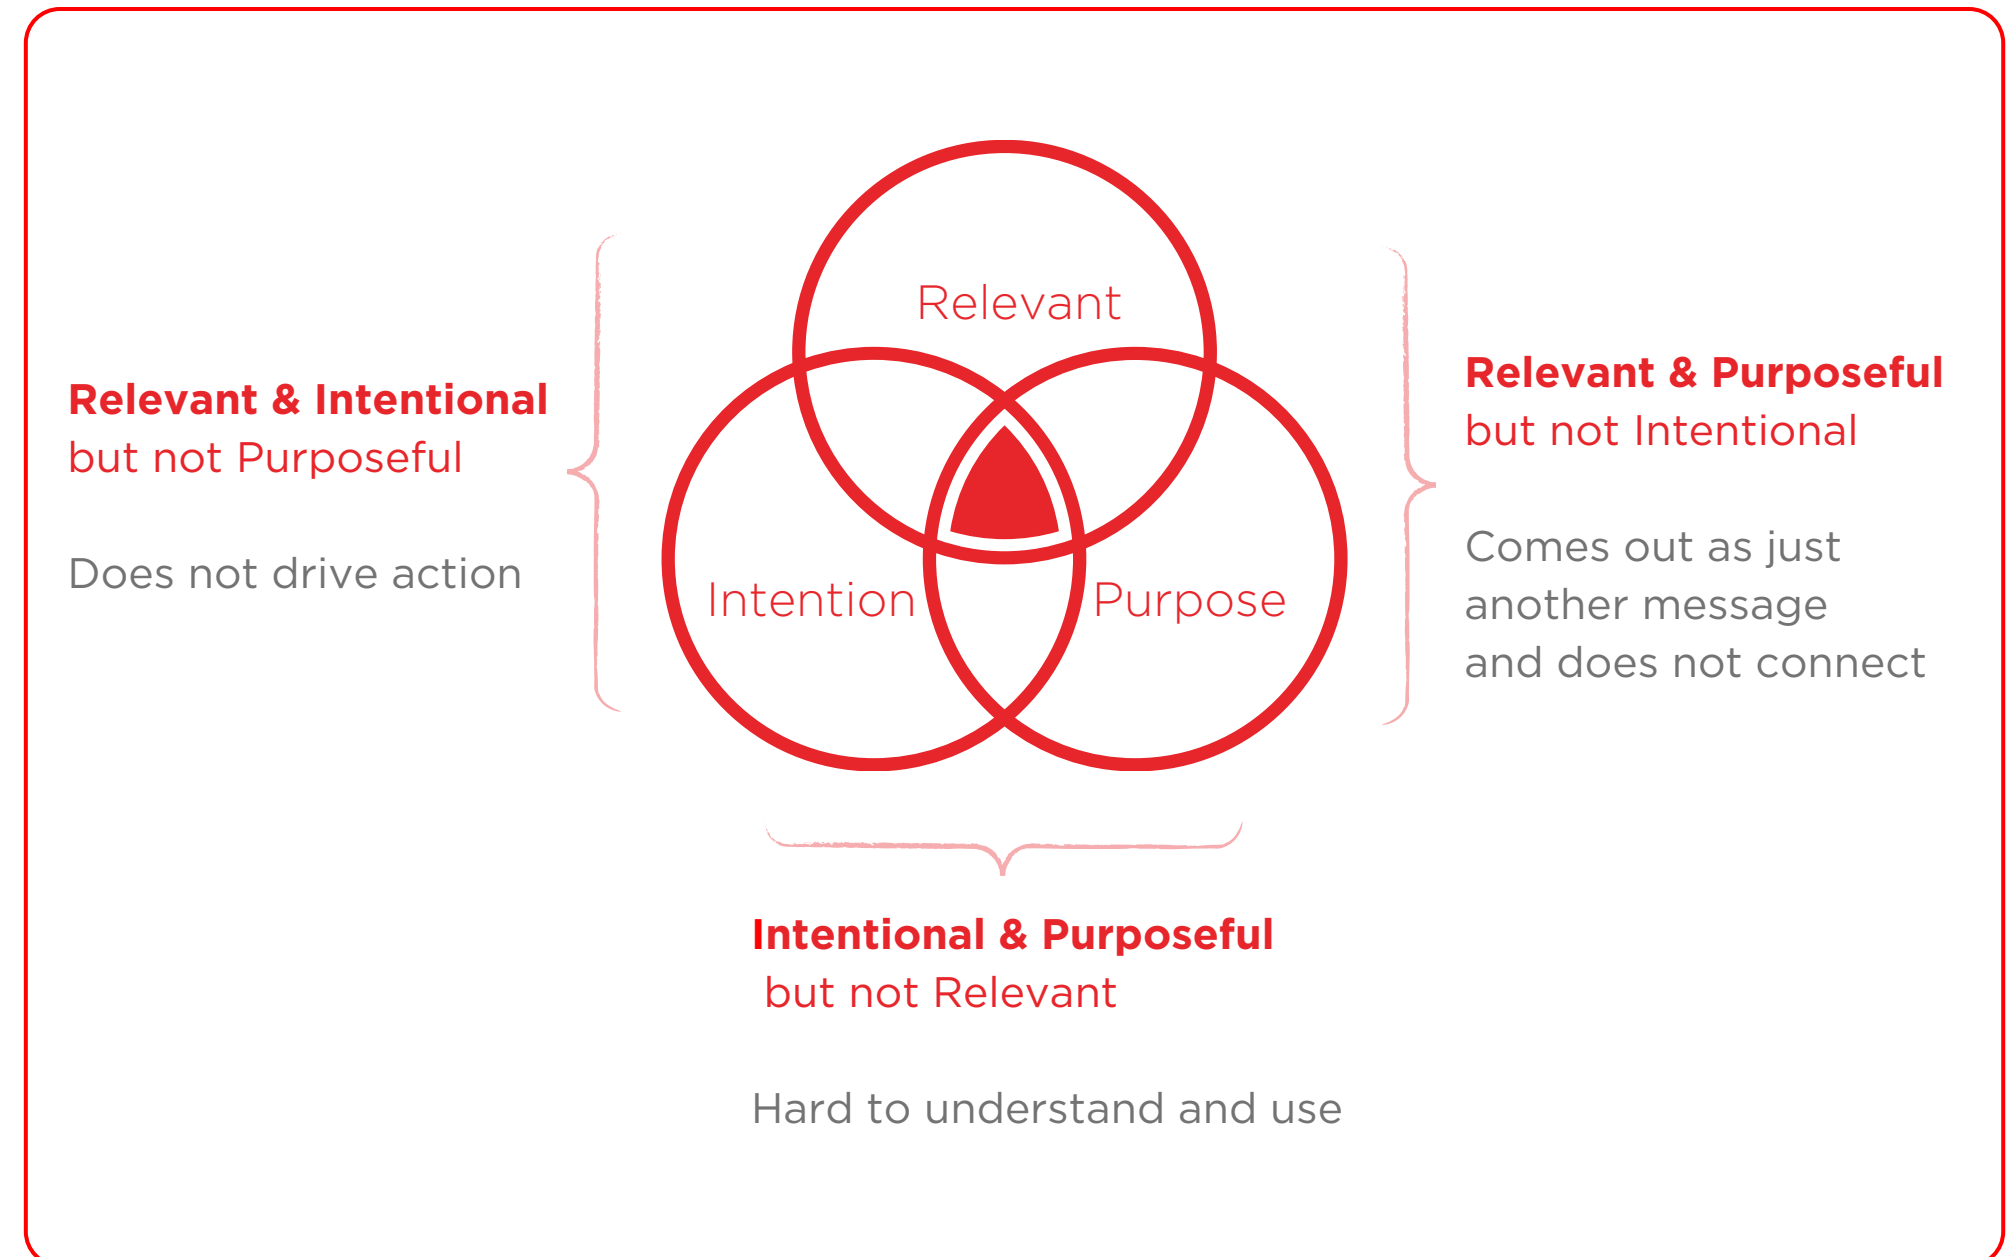 Relevant
Intention
Purpose
Relevant & Intentional
but not Purposeful
Does not drive action
Relevant & Purposeful
but not Intentional
Comes out as just
another message
and does not connect
Intentional & Purposeful
but not Relevant
Hard to understand and use